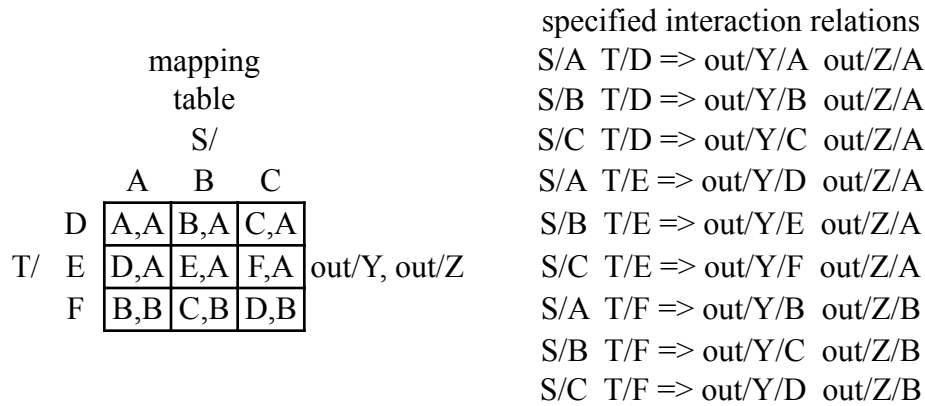 mapping
table
S/
A B C
D A,A B,A C,A
T/ E D,A E,A F,A out/Y, out/Z
F B,B C,B D,B
specified interaction relations
S/A T/D => out/Y/A out/Z/A
S/B T/D => out/Y/B out/Z/A
S/C T/D => out/Y/C out/Z/A
S/A T/E => out/Y/D out/Z/A
S/B T/E => out/Y/E out/Z/A
S/C T/E => out/Y/F out/Z/A
S/A T/F => out/Y/B out/Z/B
S/B T/F => out/Y/C out/Z/B
S/C T/F => out/Y/D out/Z/B